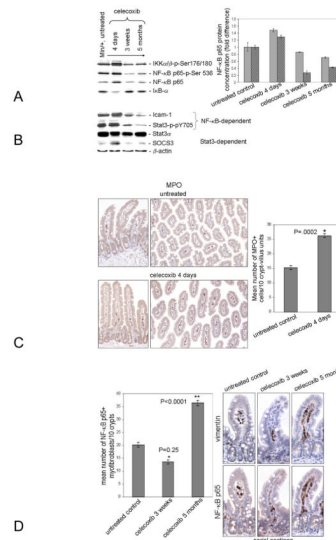 celecoxib
Min/+, untreated
4 days
3 weeks
5 months
IKKα/β-p-Ser176/180
NF-κB p65-p-Ser 536
NF-κB p65
IκB-α
A
NF-κB p65 protein
concentration (fold difference)
untreated control
celecoxib 4 days
celecoxib 3 weeks
celecoxib 5 months
Icam-1
Stat3-p-pY705
Stat3α
SOCS3
β-actin
NF-κB-dependent
Stat3-dependent
B
MPO
untreated
celecoxib 4 days
C
P=.0002
*
Mean number of MPO+
cells/10 crypt-villus units
untreated control
celecoxib 4 days
mean number of NF-κB p65+
myofibroblasts/10 crypts
P<0.0001
**
P=0.25
*
untreated control
celecoxib 3 weeks
celecoxib 5 months
untreated control
celecoxib 3 weeks
celecoxib 5 mon
vimentin
NF-κB p65
D